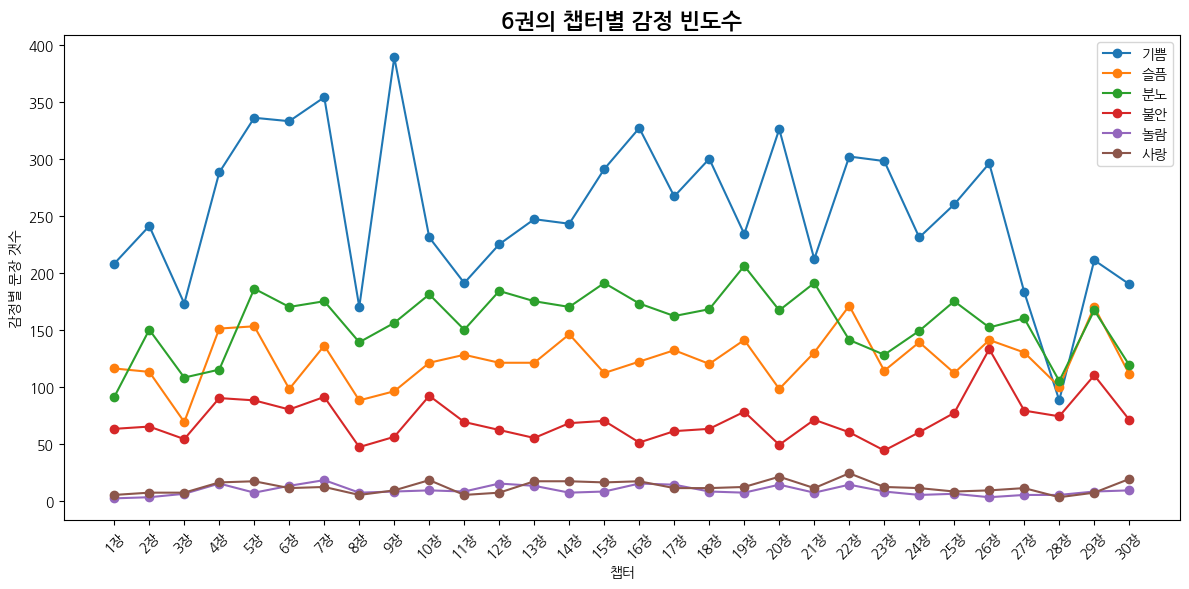 6권의 챕터별 감정 빈도수
400
350
300
250
200
150
100
50
0
감정별 문장 갯수
기쁨
슬픔
분노
불안
놀람
사랑
1장
2장
3장
4장
5장
6장
7장
8장
9장
10장
11장
12장
13장
14장
15장
16장
17장
18장
19장
20장
21장
22장
23장
24장
25장
26장
27장
28장
29장
30장
챕터